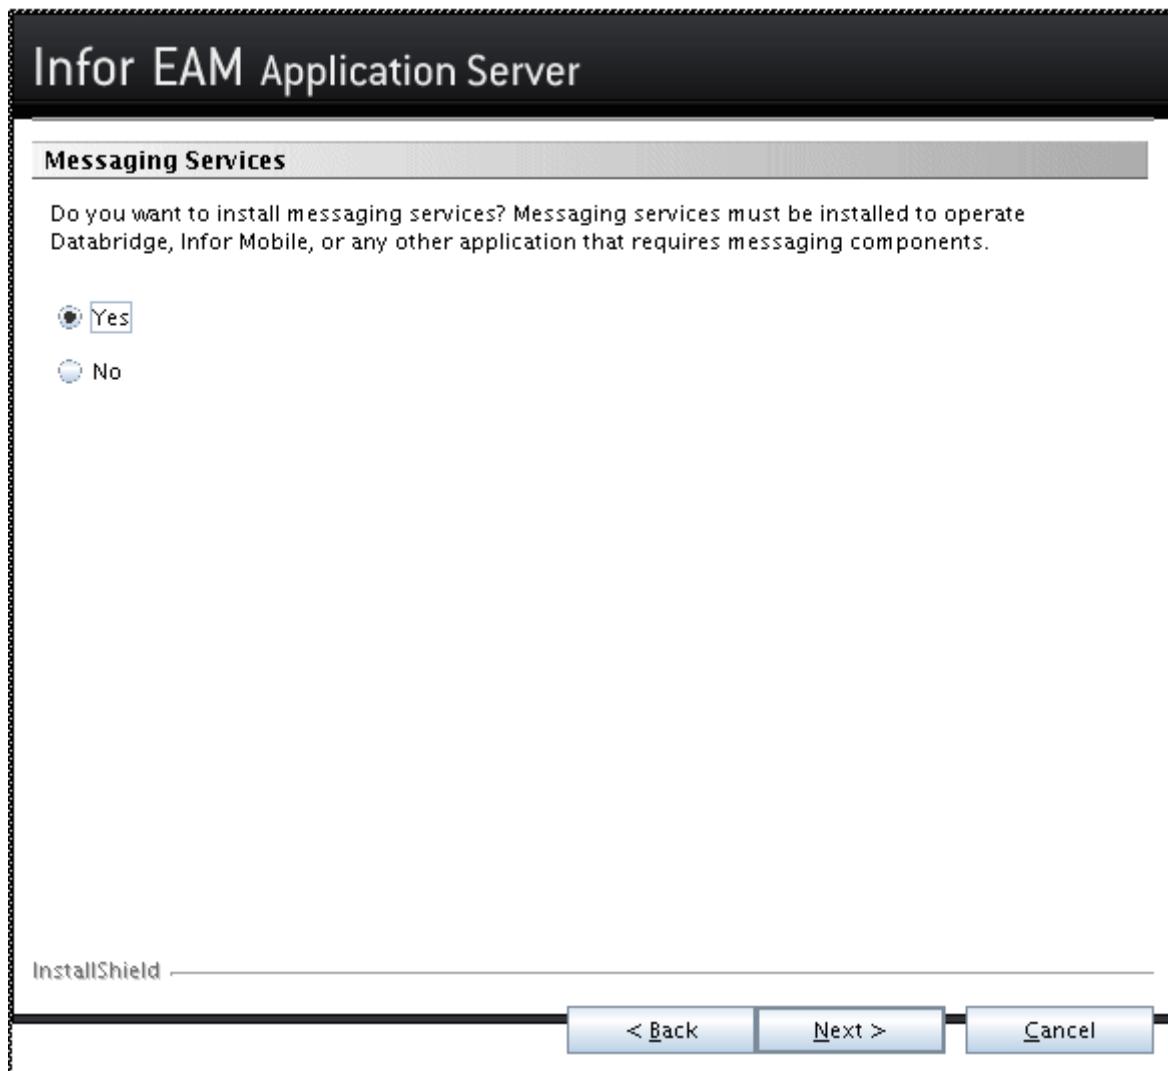 Infor EAM Application Server
Messaging Services
Do you want to install messaging services? Messaging services must be installed to operate
Databridge, Infor Mobile, or any other application that requires messaging components.
Yes
No
InstallShield
< Back
Next >
Cancel